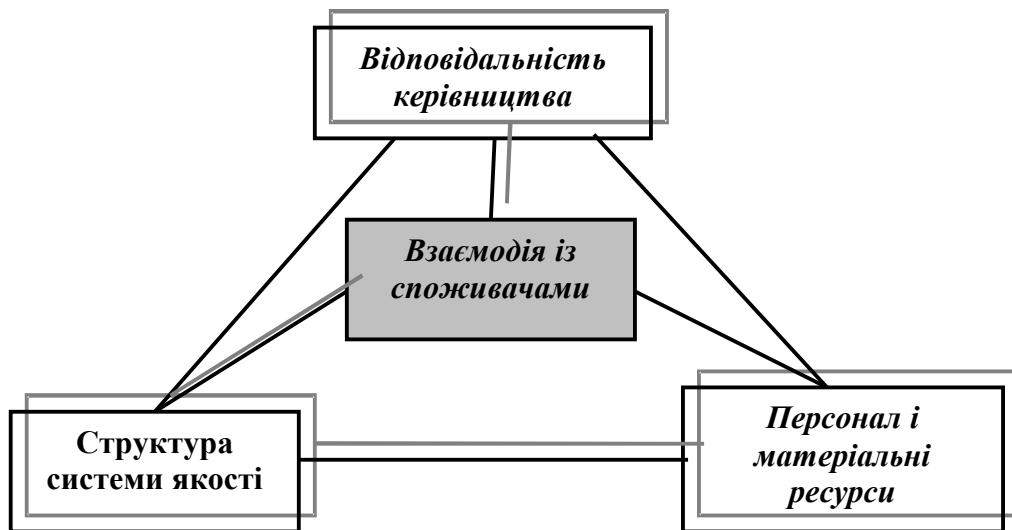 Відповідальність
керівництва
Взаємодія із
споживачами
Структура
системи якості
Персонал і
матеріальні
ресурси